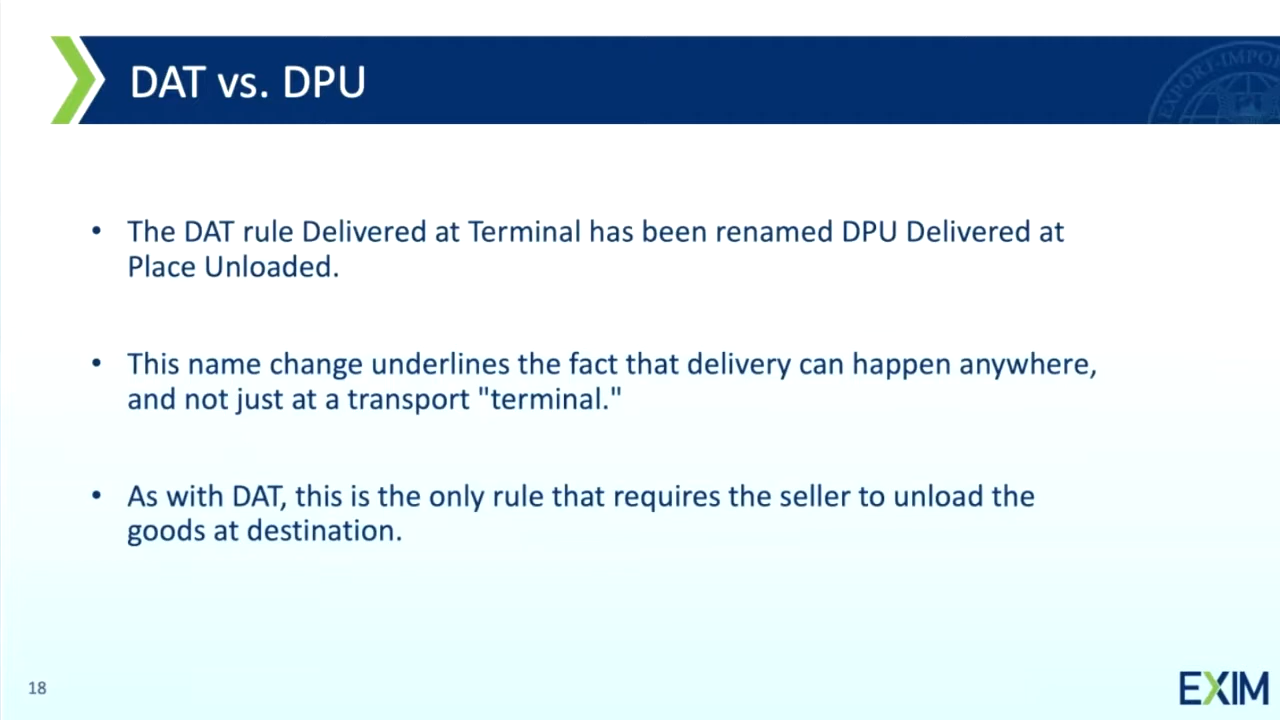 DAT vs. DPU
EXPORT-IMPO
• The DAT rule Delivered at Terminal has been renamed DPU Delivered at
Place Unloaded.
• This name change underlines the fact that delivery can happen anywhere,
and not just at a transport "terminal."
• As with DAT, this is the only rule that requires the seller to unload the
goods at destination.
18
EXIM